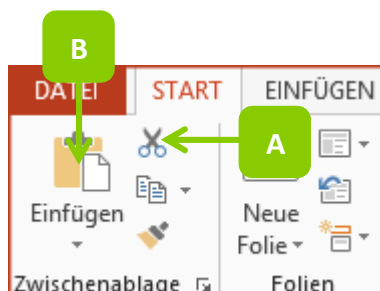 B
DATEI START EINFÜGEN
A
Einfügen
Neue
Folie
Zwischenablage
Folien